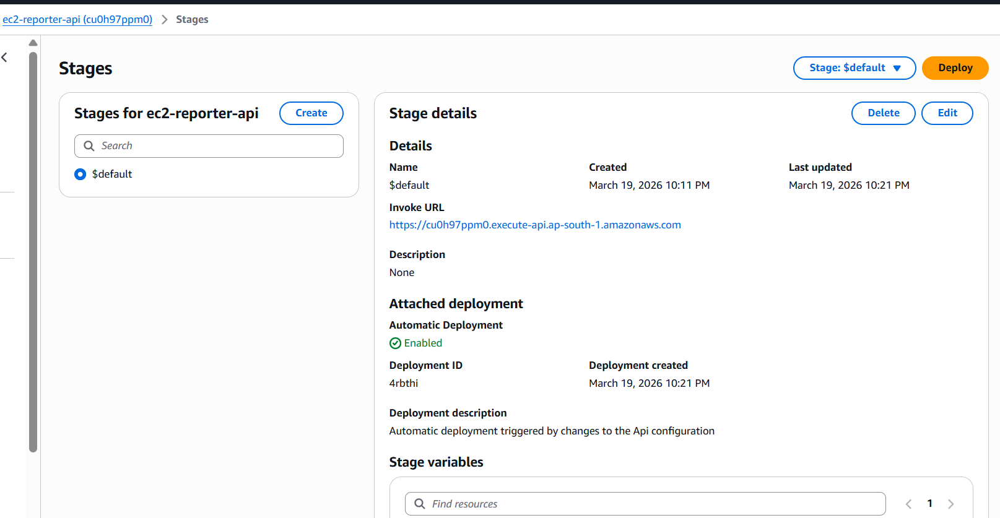 ec2-reporter-api (cu0h97ppm0) > Stages
Stages
Stage: $default
Deploy
Stages for ec2-reporter-api
Create
Search
$default
Stage details
Delete
Edit
Details
Name
Created
Last updated
$default
March 19, 2026 10:11 PM
March 19, 2026 10:21 PM
Invoke URL
https://cu0h97ppm0.execute-api.ap-south-1.amazonaws.com
Description
None
Attached deployment
Automatic Deployment
Enabled
Deployment ID
Deployment created
4rbthi
March 19, 2026 10:21 PM
Deployment description
Automatic deployment triggered by changes to the Api configuration
Stage variables
Find resources
1